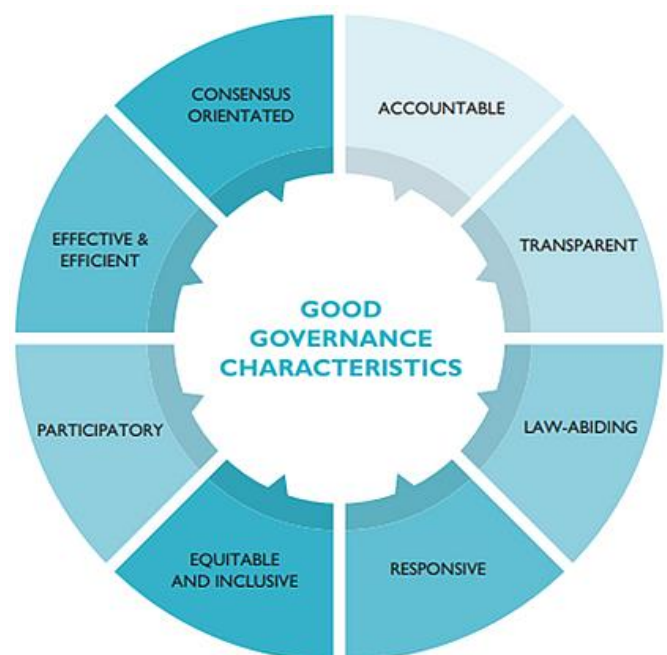 GOOD
GOVERNANCE
CHARACTERISTICS
ACCOUNTABLE
TRANSPARENT
LAW-ABIDING
RESPONSIVE
EQUITABLE
AND INCLUSIVE
PARTICIPATORY
EFFECTIVE &
EFFICIENT
CONSENSUS
ORIENTATED